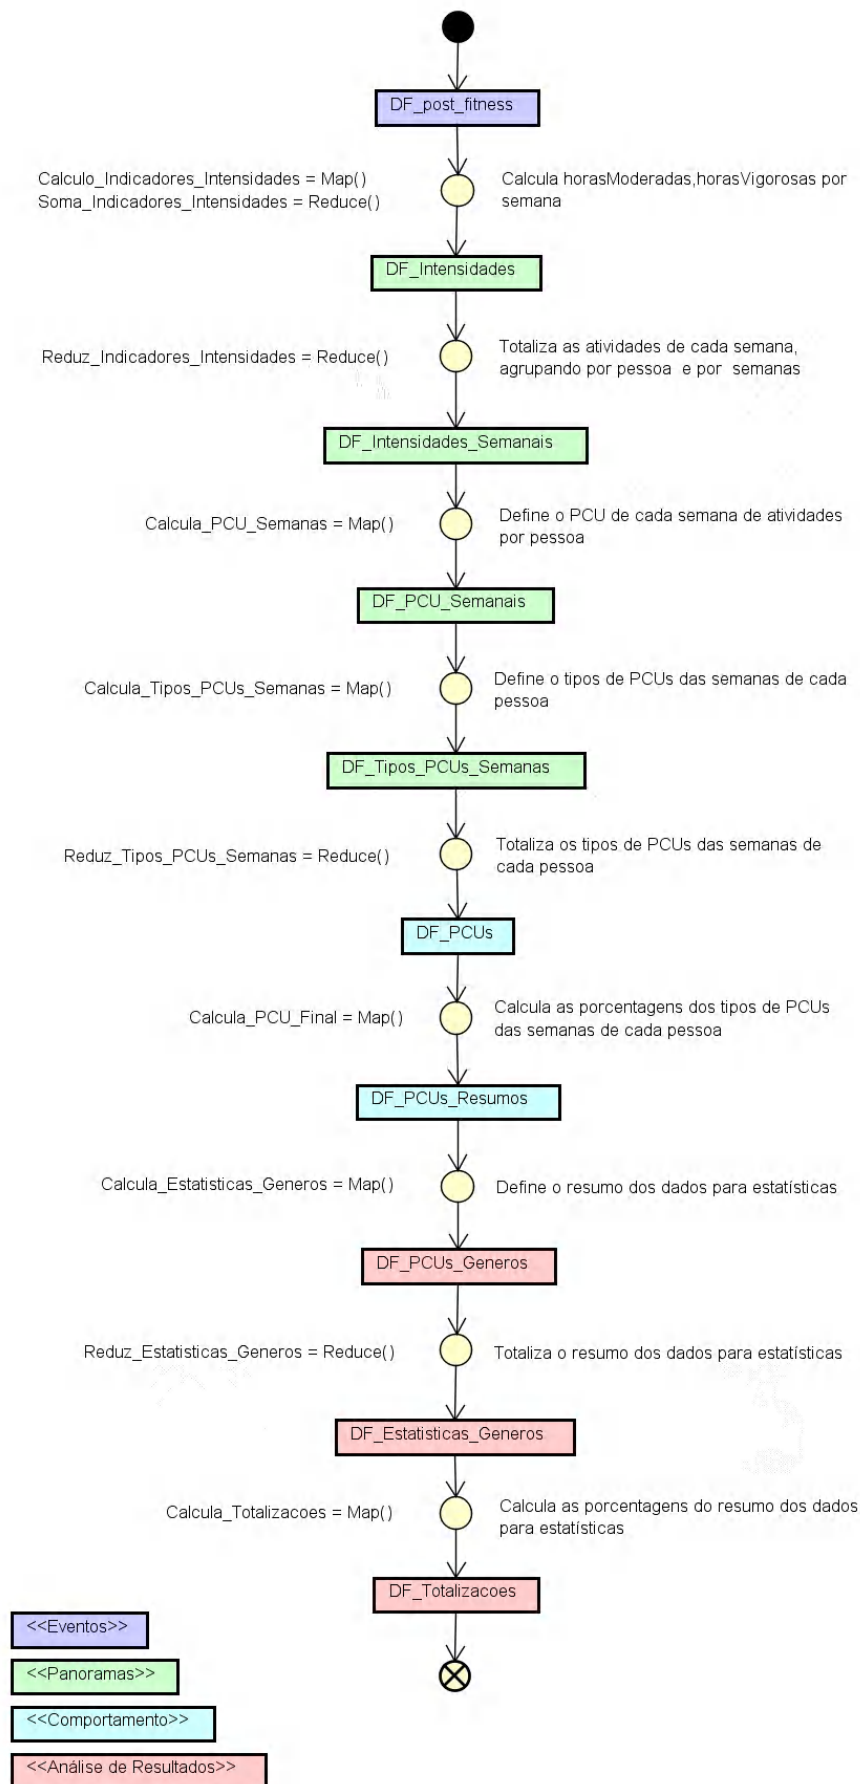 DF_post_fitness
Calculo_Indicadores_Intensidades = Map()
Soma_Indicadores_Intensidades = Reduce()
Calcula horasModeradas,horasVigorosas por
semana
DF_Intensidades
Reduz_Indicadores_Intensidades = Reduce()
Totaliza as atividades de cada semana,
agrupando por pessoa e por semanas
DF_Intensidades_Semanais
Calcula_PCU_Semanas = Map()
Define o PCU de cada semana de atividades
por pessoa
DF_PCU_Semanais
Calcula_Tipos_PCUs_Semanas = Map()
Define o tipos de PCUs das semanas de cada
pessoa
DF_Tipos_PCUs_Semanas
Reduz_Tipos_PCUs_Semanas = Reduce()
Totaliza os tipos de PCUs das semanas de
cada pessoa
DF_PCUs
Calcula_PCU_Final = Map()
Calcula as porcentagens dos tipos de PCUs
das semanas de cada pessoa
DF_PCUs_Resumos
Calcula_Estatisticas_Generos = Map()
Define o resumo dos dados para estatísticas
DF_PCUs_Generos
Reduz_Estatisticas_Generos = Reduce()
Totaliza o resumo dos dados para estatísticas
DF_Estatisticas_Generos
Calcula_Totalizacoes = Map()
Calcula as porcentagens do resumo dos dados
para estatísticas
DF_Totalizacoes
<<Eventos>>
<<Panoramas>>
<<Comportamento>>
<<Análise de Resultados>>